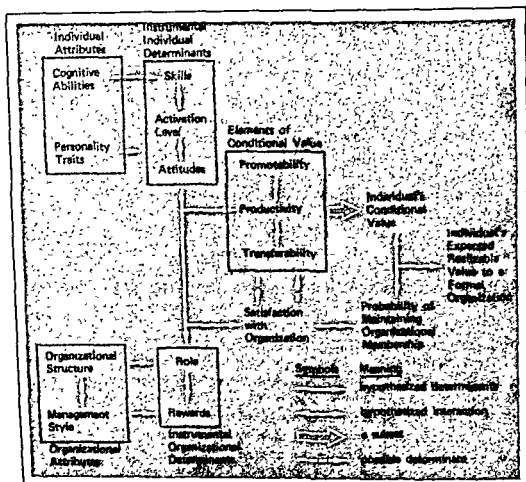 Individual
Attributes
Instrumental
Individual
Determinants
Cognitive
Abilities
Skills
Activation
Level
Personality
Traits
Attitudes
Elements of
Conditional Value
Promotability
Productivity
Transferability
Individual's
Conditional
Value
Individual's
Expected
Realizable
Value to a
Formal
Organization
Satisfaction
with
Organization
Probability of
Maintaining
Organizational
Membership
Organizational
Structure
Role
Management
Style
Rewards
Organizational
Attributes
Instrumental
Organizational
Determinants
Symbols Meaning
hypothesized determinants
hypothesized interaction
a subset
possible determinant